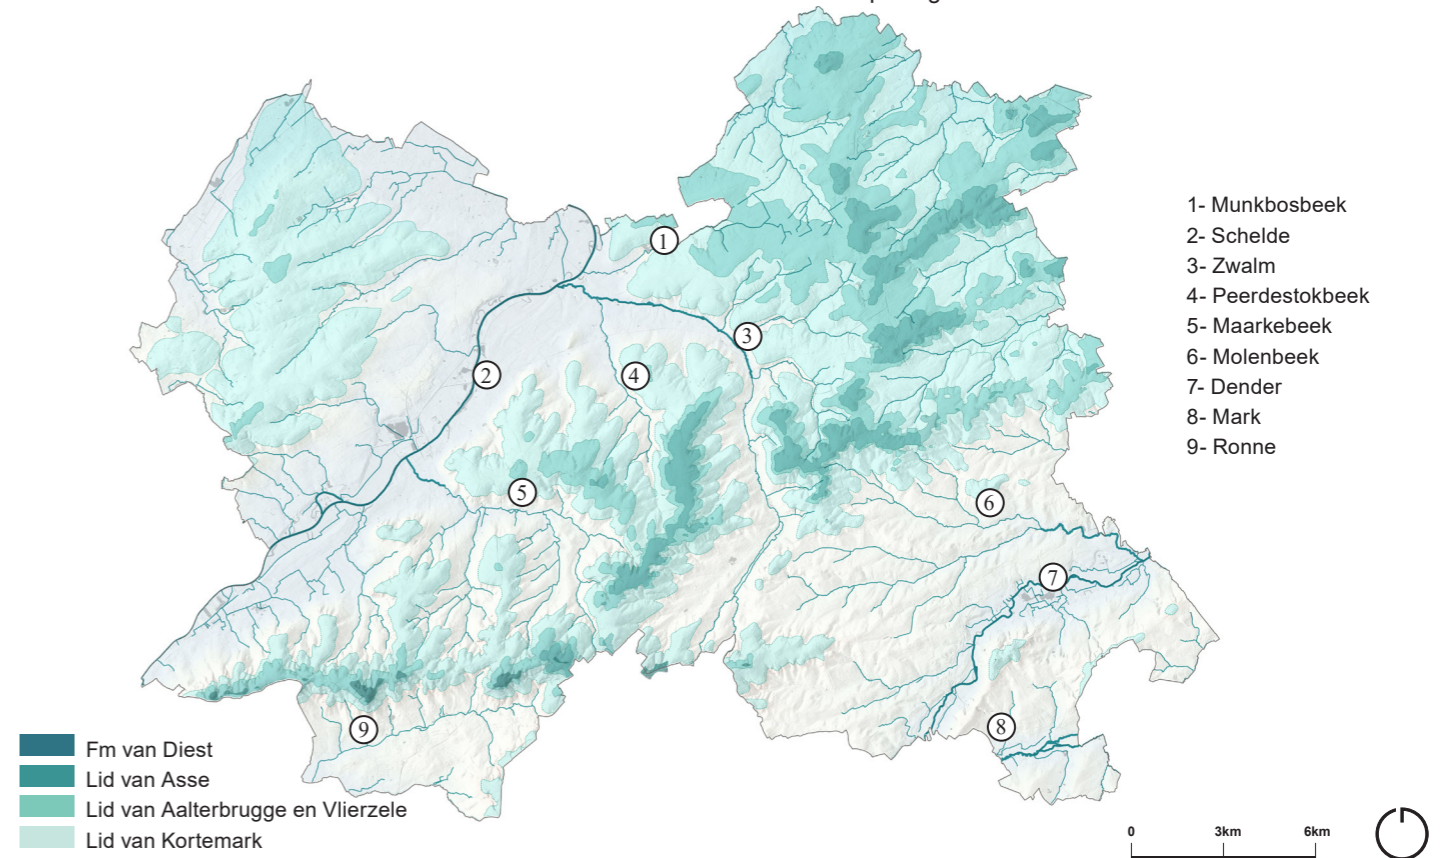 1
2
3
4
5
6
7
8
9
1- Munkbosbeek
2- Schelde
3- Zwalm
4- Peerdestokbeek
5- Maarkebeek
6- Molenbeek
7- Dender
8- Mark
9- Ronne
Fm van Diest
Lid van Asse
Lid van Aalterbrugge en Vlierzele
Lid van Kortemark
0 3km 6km